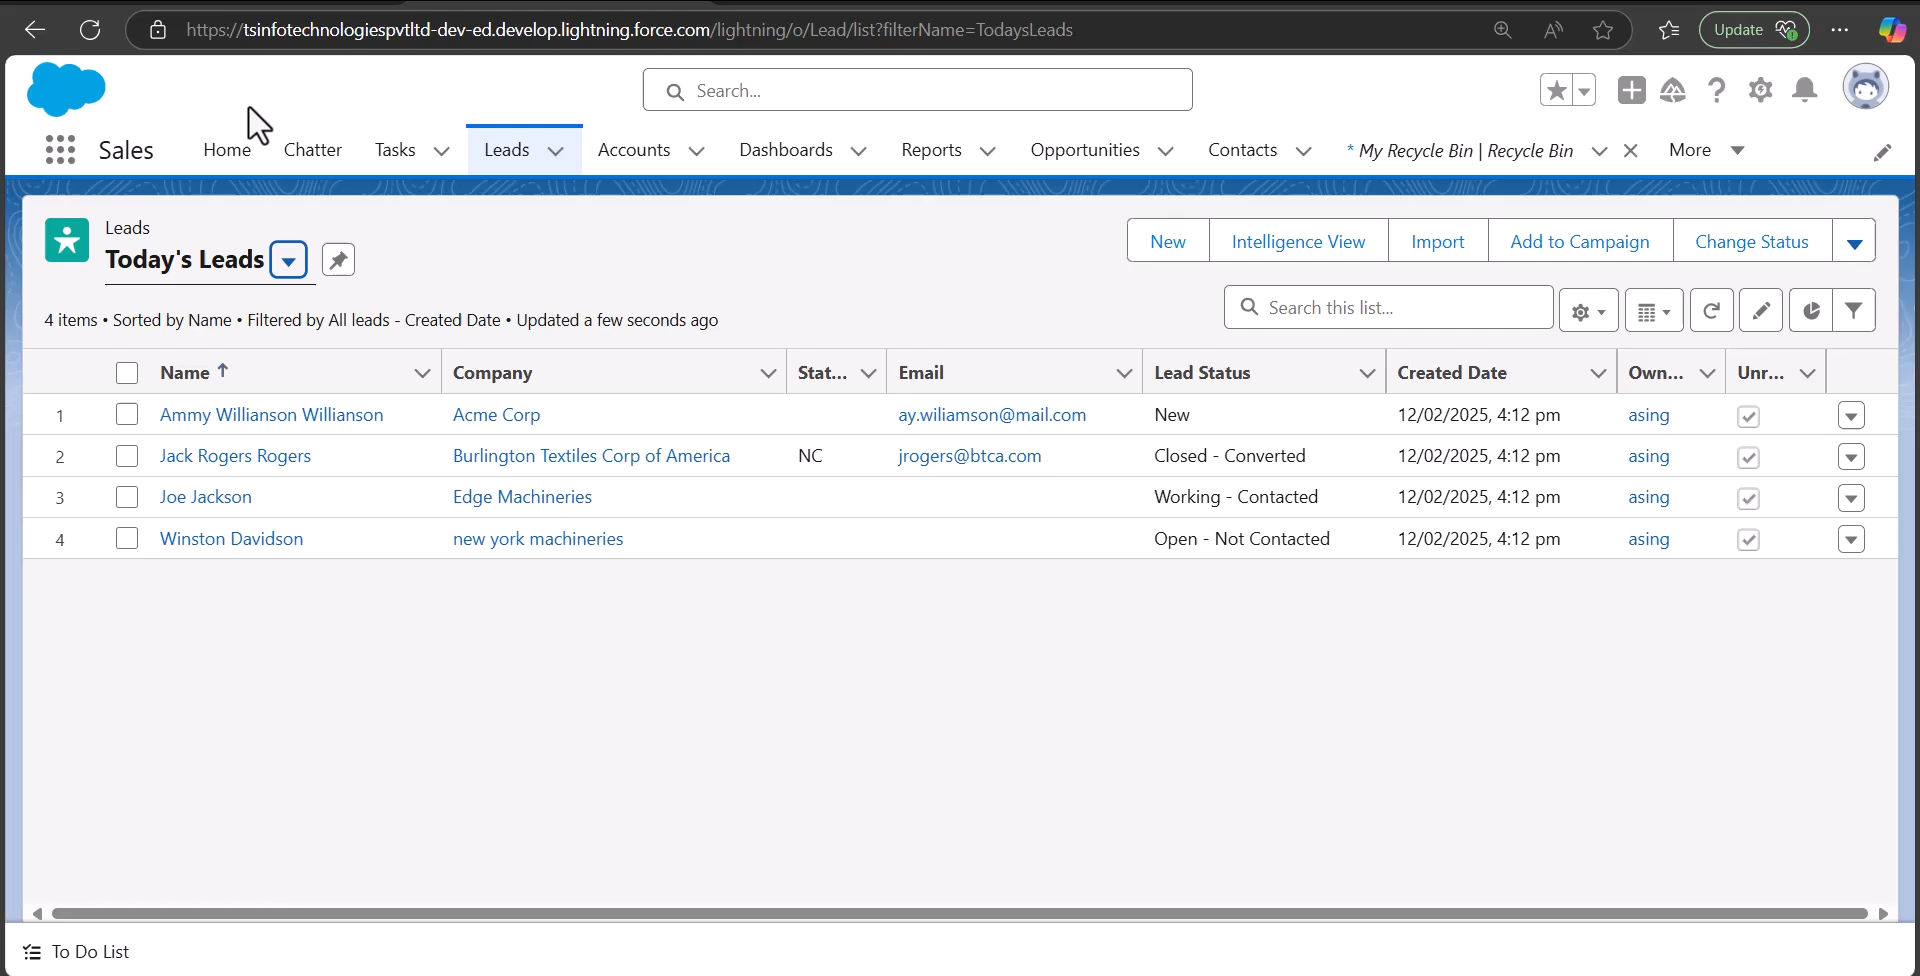 https://tsinfotechnologiespvtltd-dev-ed.develop.lightning.force.com/lightning/o/Lead/list?filterName=TodaysLeads
Update
Search...
Sales Home Chatter Tasks Leads Accounts Dashboards Reports Opportunities Contacts * My Recycle Bin | Recycle Bin More
Leads
Today's Leads
New Intelligence View Import Add to Campaign Change Status
4 items • Sorted by Name • Filtered by All leads - Created Date • Updated a few seconds ago
Search this list...
Name Company Stat... Email Lead Status Created Date Own... Unr...
1 Ammy Willianson Willianson Acme Corp ay.wiliamson@mail.com New 12/02/2025, 4:12 pm asing
2 Jack Rogers Rogers Burlington Textiles Corp of America NC jrogers@btca.com Closed - Converted 12/02/2025, 4:12 pm asing
3 Joe Jackson Edge Machineries Working - Contacted 12/02/2025, 4:12 pm asing
4 Winston Davidson new york machineries Open - Not Contacted 12/02/2025, 4:12 pm asing
To Do List